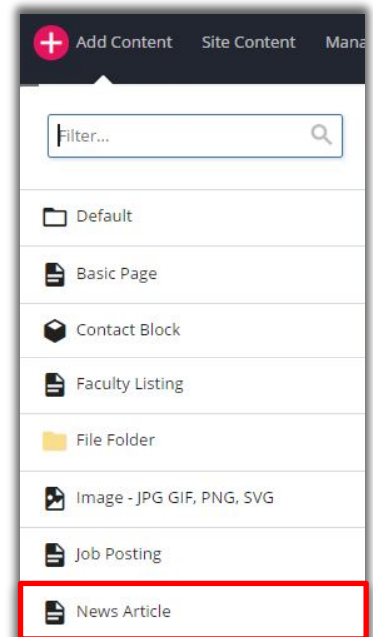 Add Content Site Content Mana
Filter...
Default
Basic Page
Contact Block
Faculty Listing
File Folder
Image - JPG GIF, PNG, SVG
Job Posting
News Article